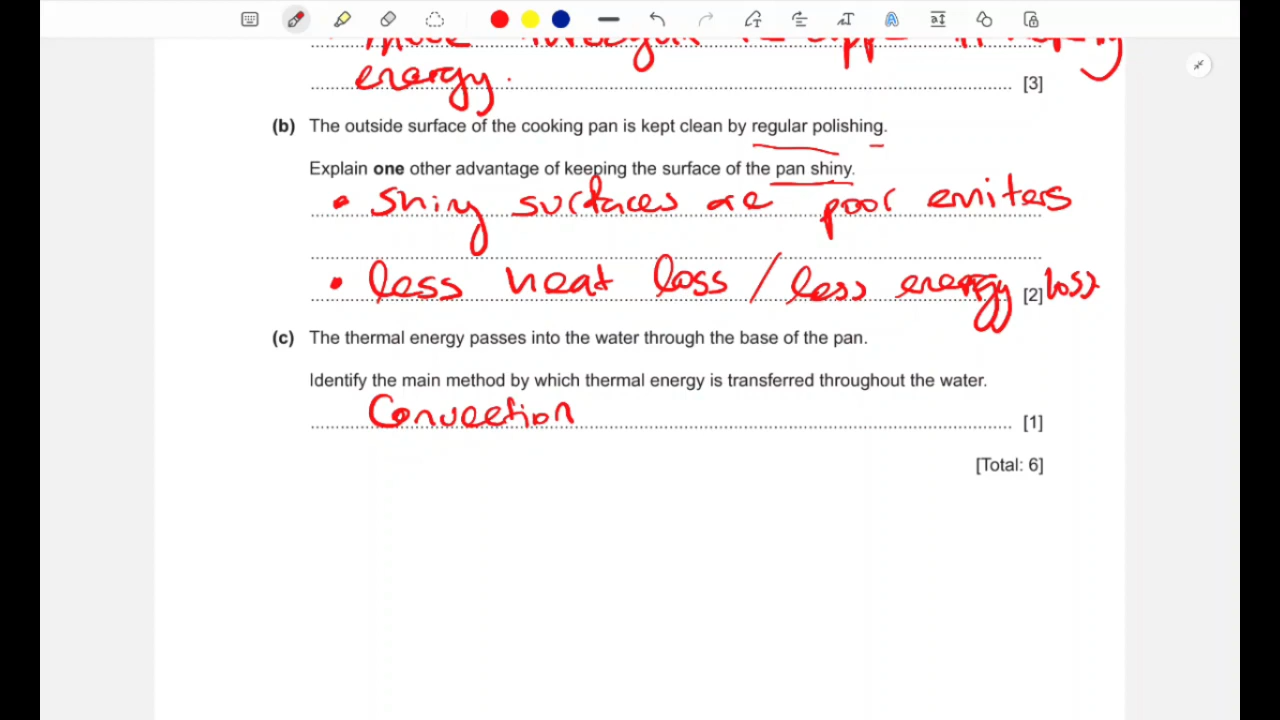 energy.
[3]
(b) The outside surface of the cooking pan is kept clean by regular polishing.
Explain one other advantage of keeping the surface of the pan shiny.
• shiny surfaces are poor emiters
• less heat loss / less energy loss
[2]
(c) The thermal energy passes into the water through the base of the pan.
Identify the main method by which thermal energy is transferred throughout the water.
Convection
[1]
[Total: 6]